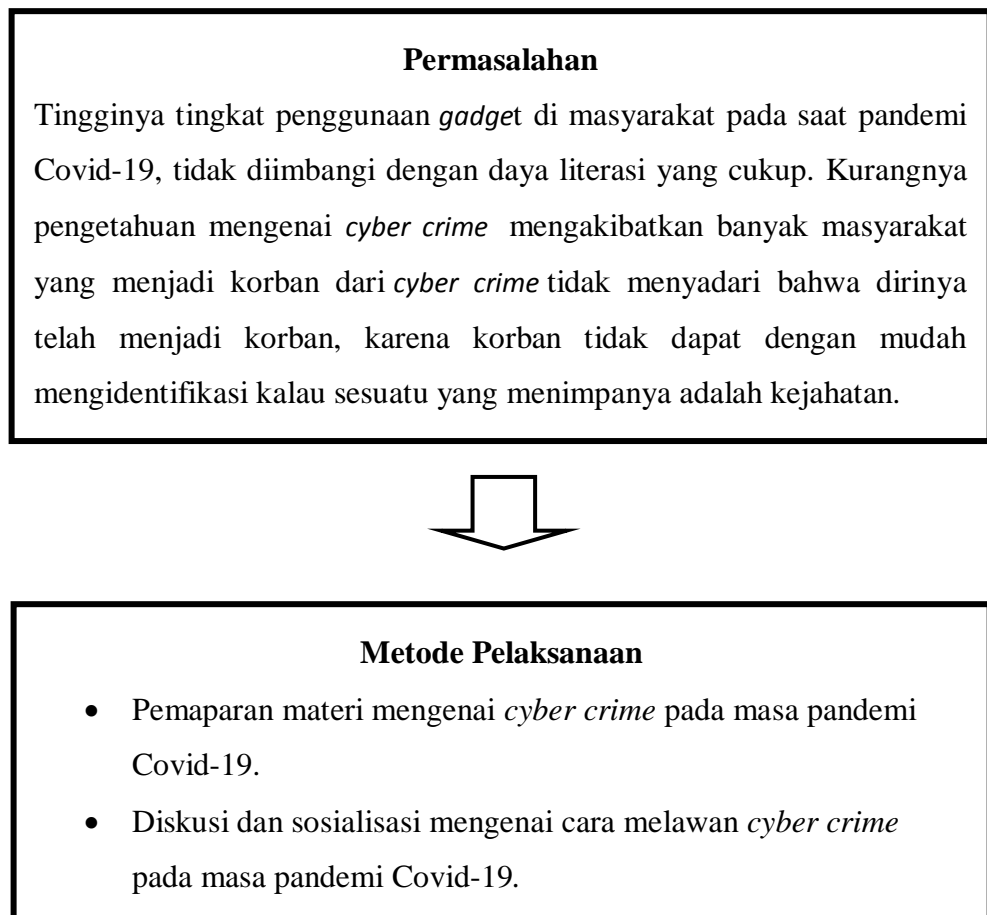 Permasalahan
Tingginya tingkat penggunaan gadget di masyarakat pada saat pandemi
Covid-19, tidak diimbangi dengan daya literasi yang cukup. Kurangnya
pengetahuan mengenai cyber crime mengakibatkan banyak masyarakat
yang menjadi korban dari cyber crime tidak menyadari bahwa dirinya
telah menjadi korban, karena korban tidak dapat dengan mudah
mengidentifikasi kalau sesuatu yang menimpanya adalah kejahatan.
Metode Pelaksanaan
• Pemaparan materi mengenai cyber crime pada masa pandemi
Covid-19.
• Diskusi dan sosialisasi mengenai cara melawan cyber crime
pada masa pandemi Covid-19.